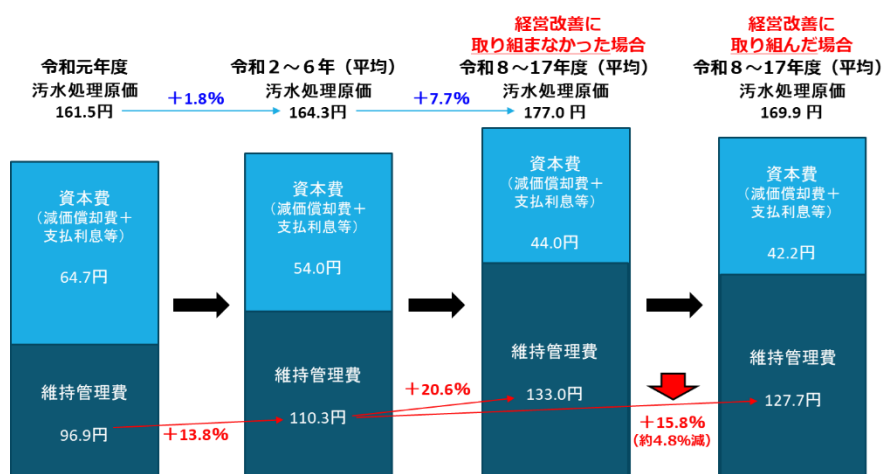 令和元年度
汚水処理原価
161.5円
＋1.8%
令和２～６年（平均）
汚水処理原価
164.3円
＋7.7%
経営改善に
取り組まなかった場合
令和８～17年度（平均）
汚水処理原価
177.0 円
経営改善に
取り組んだ場合
令和８～17年度（平均）
汚水処理原価
169.9 円
資本費
（減価償却費＋
支払利息等）
64.7円
維持管理費
96.9円
＋13.8%
資本費
（減価償却費＋
支払利息等）
54.0円
維持管理費
110.3円
＋20.6%
資本費
（減価償却費＋
支払利息等）
44.0円
維持管理費
133.0円
＋15.8%
（約4.8%減）
資本費
（減価償却費＋
支払利息等）
42.2円
維持管理費
127.7円